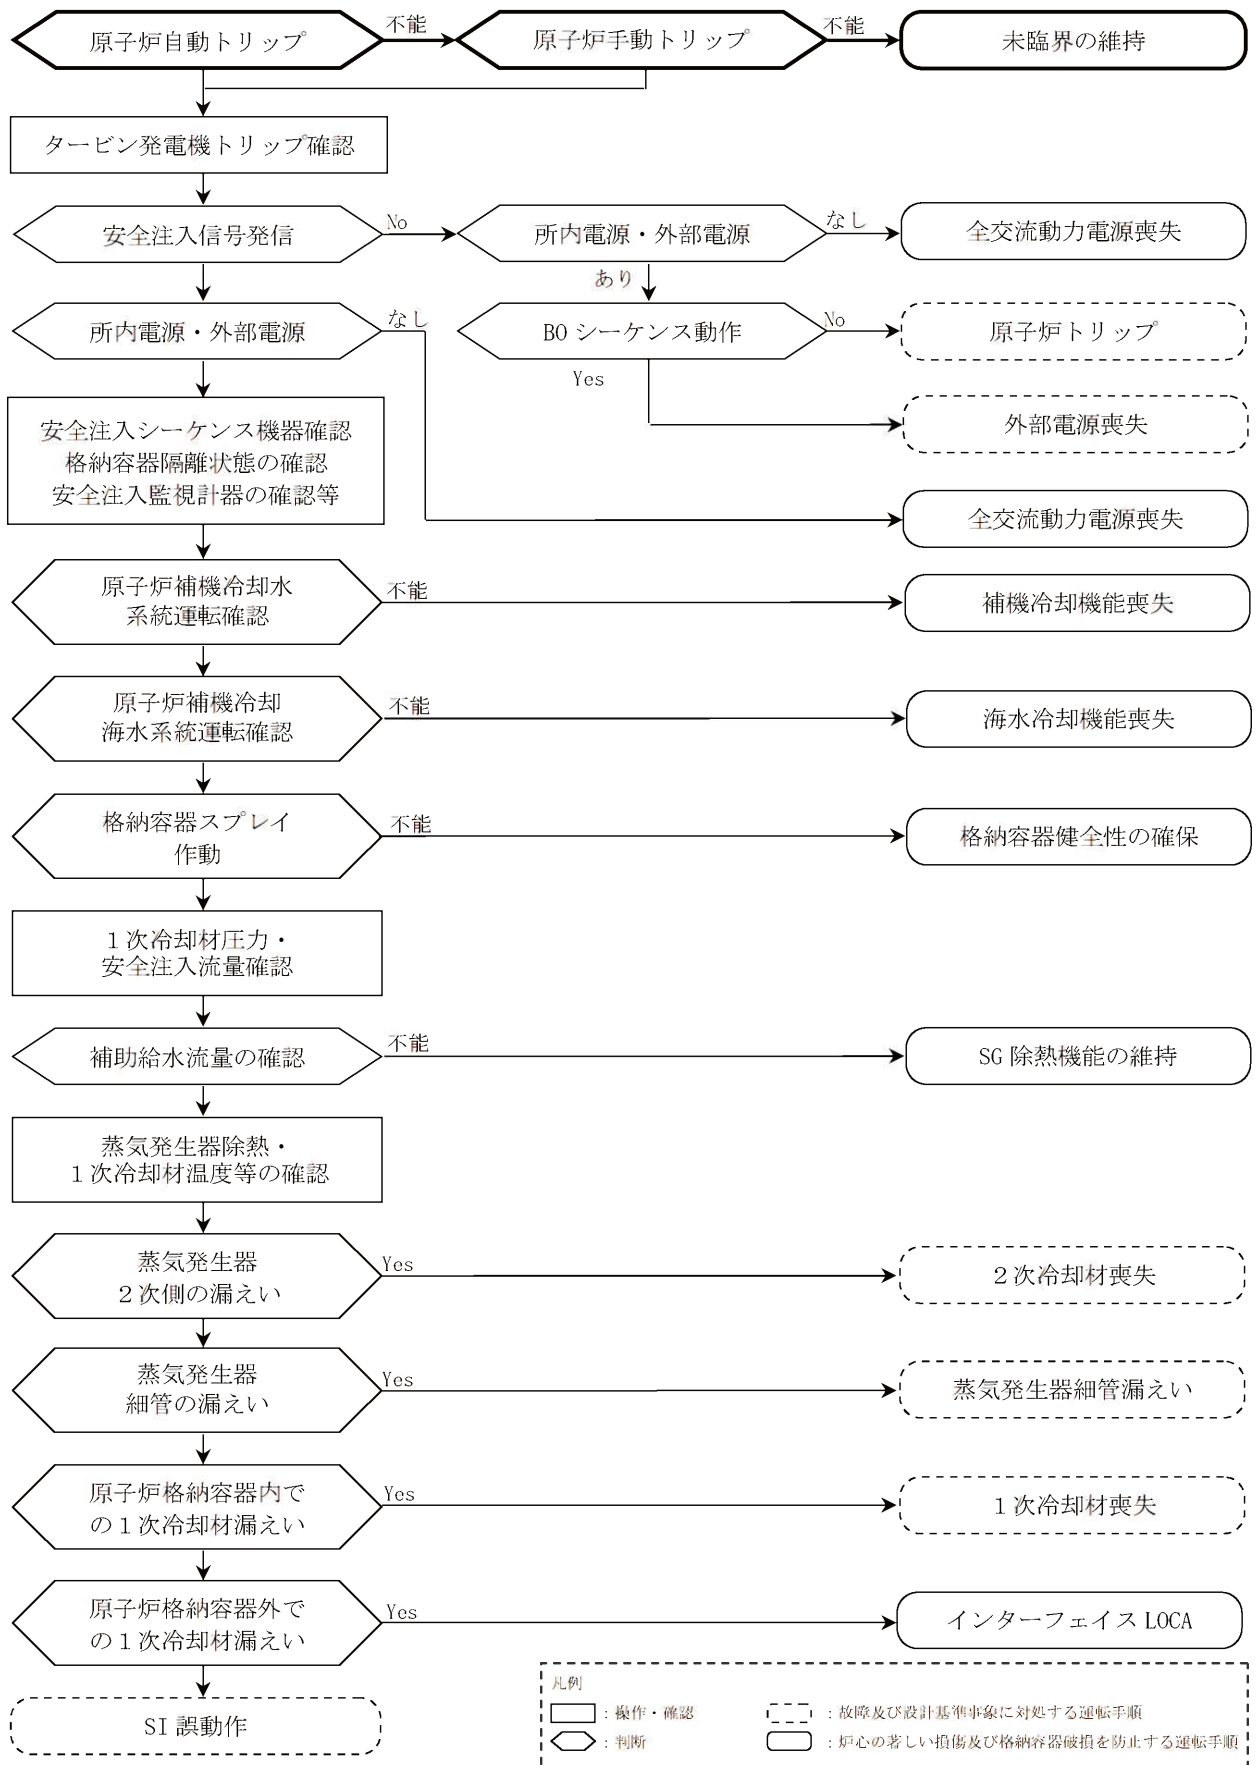 原子炉自動トリップ
不能
原子炉手動トリップ
不能
未臨界の維持
タービン発電機トリップ確認
安全注入信号発信
No
所内電源・外部電源
なし
全交流動力電源喪失
あり
所内電源・外部電源
なし
BO シーケンス動作
No
原子炉トリップ
Yes
外部電源喪失
安全注入シーケンス機器確認
格納容器隔離状態の確認
安全注入監視計器の確認等
全交流動力電源喪失
原子炉補機冷却水
系統運転確認
不能
補機冷却機能喪失
原子炉補機冷却
海水系統運転確認
不能
海水冷却機能喪失
格納容器スプレイ
作動
不能
格納容器健全性の確保
１次冷却材圧力・
安全注入流量確認
補助給水流量の確認
不能
SG 除熱機能の維持
蒸気発生器除熱・
１次冷却材温度等の確認
蒸気発生器
２次側の漏えい
Yes
２次冷却材喪失
蒸気発生器
細管の漏えい
Yes
蒸気発生器細管漏えい
原子炉格納容器内で
の１次冷却材漏えい
Yes
１次冷却材喪失
原子炉格納容器外で
の１次冷却材漏えい
Yes
インターフェイス LOCA
SI 誤動作
凡例
：操作・確認
：故障及び設計基準事象に対処する運転手順
：判断
：炉心の著しい損傷及び格納容器破損を防止する運転手順